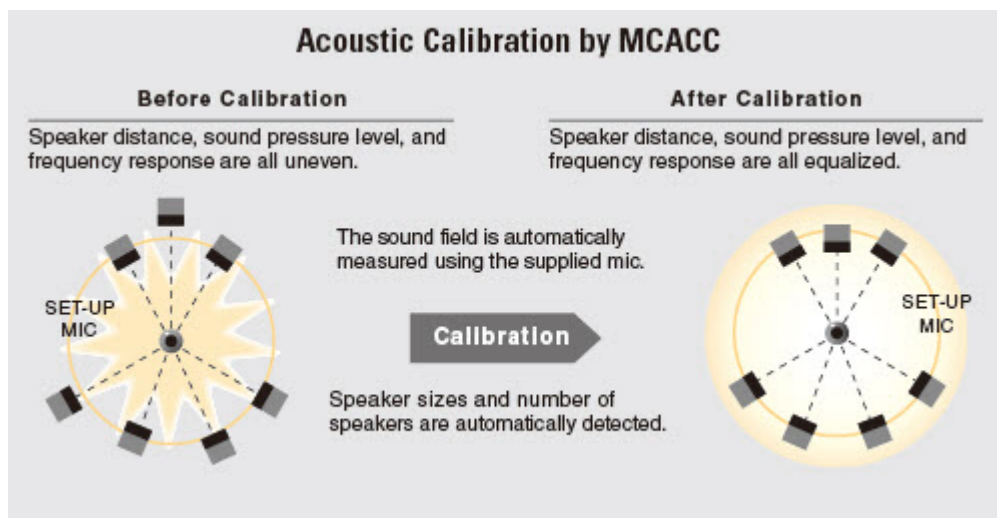 Acoustic Calibration by MCACC
Before Calibration
Speaker distance, sound pressure level, and
frequency response are all uneven.
After Calibration
Speaker distance, sound pressure level, and
frequency response are all equalized.
The sound field is automatically
measured using the supplied mic.
SET-UP
MIC
Calibration
SET-UP
MIC
Speaker sizes and number of
speakers are automatically detected.